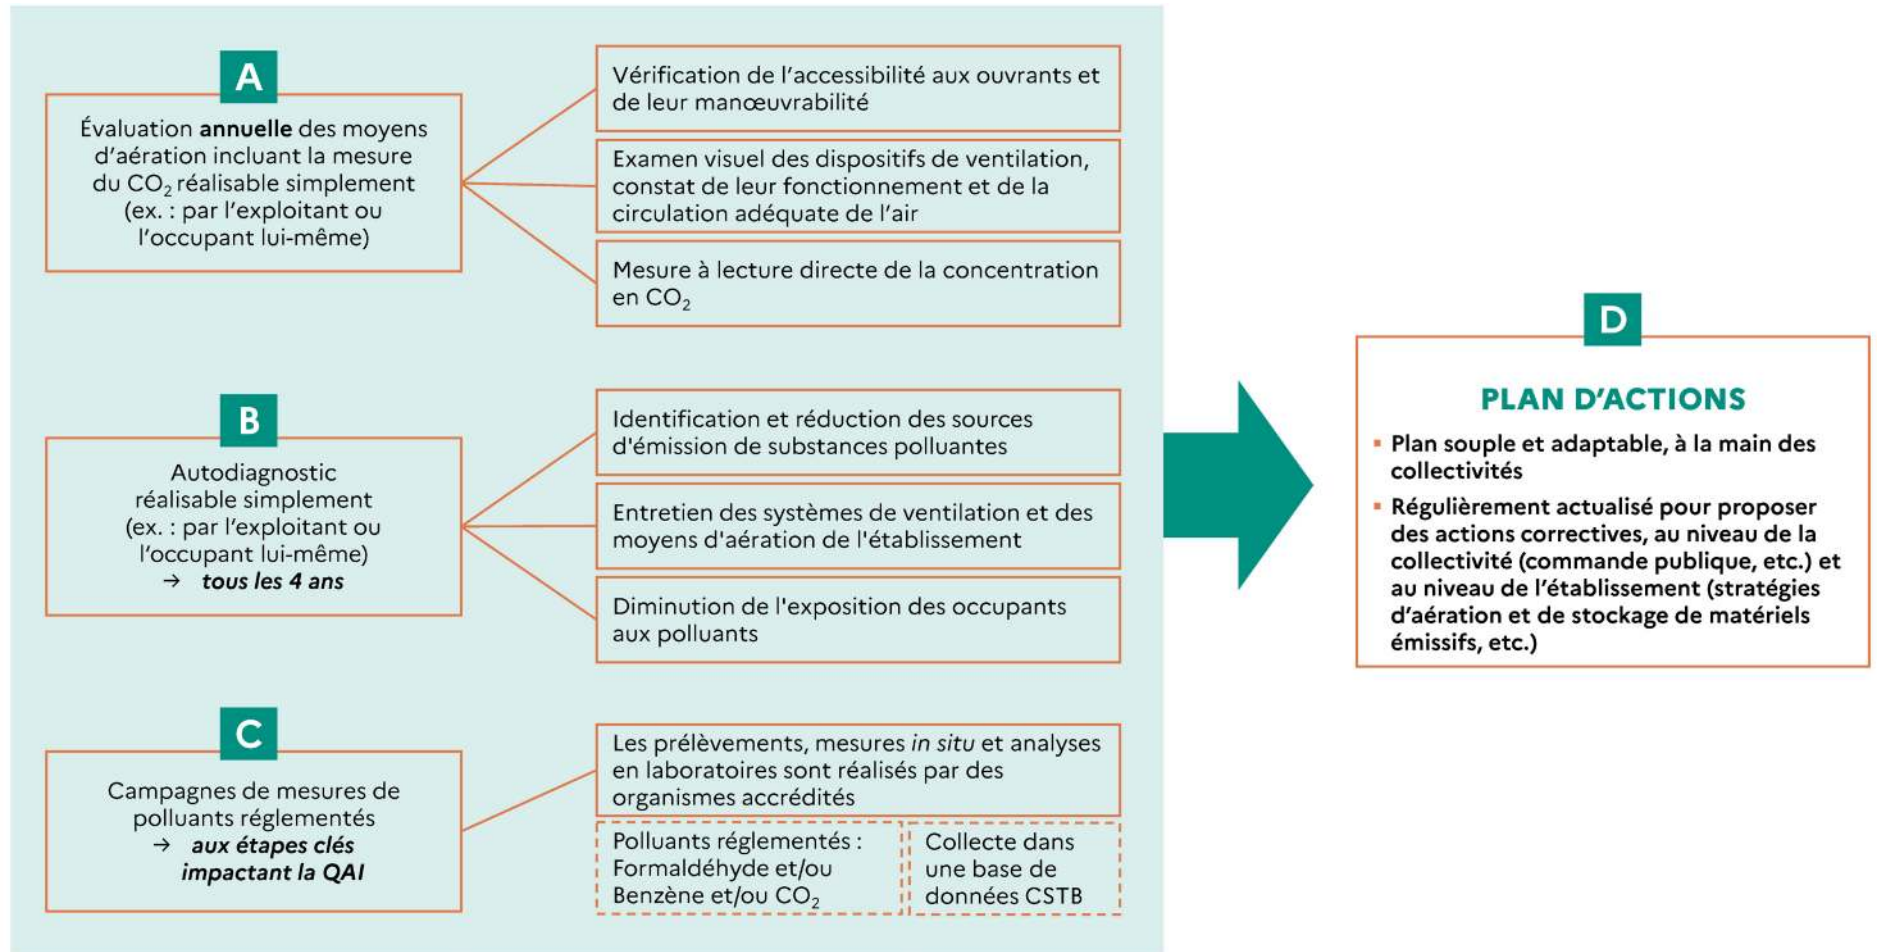 A
Évaluation annuelle des moyens
d'aération incluant la mesure
du CO₂ réalisable simplement
(ex. : par l'exploitant ou
l'occupant lui-même)
Vérification de l'accessibilité aux ouvrants et
de leur manœuvrabilité
Examen visuel des dispositifs de ventilation,
constat de leur fonctionnement et de la
circulation adéquate de l'air
Mesure à lecture directe de la concentration
en CO₂
B
Autodiagnostic
réalisable simplement
(ex. : par l'exploitant ou
l'occupant lui-même)
→ tous les 4 ans
Identification et réduction des sources
d'émission de substances polluantes
Entretien des systèmes de ventilation et des
moyens d'aération de l'établissement
Diminution de l'exposition des occupants
aux polluants
C
Campagnes de mesures de
polluants réglementés
→ aux étapes clés
impactant la QAI
Les prélèvements, mesures in situ et analyses
en laboratoires sont réalisés par des
organismes accrédités
Polluants réglementés :
Formaldéhyde et/ou
Benzène et/ou CO₂
Collecte dans
une base de
données CSTB
D
PLAN D'ACTIONS
▪ Plan souple et adaptable, à la main des
collectivités
▪ Régulièrement actualisé pour proposer
des actions correctives, au niveau de la
collectivité (commande publique, etc.) et
au niveau de l'établissement (stratégies
d'aération et de stockage de matériels
émissifs, etc.)